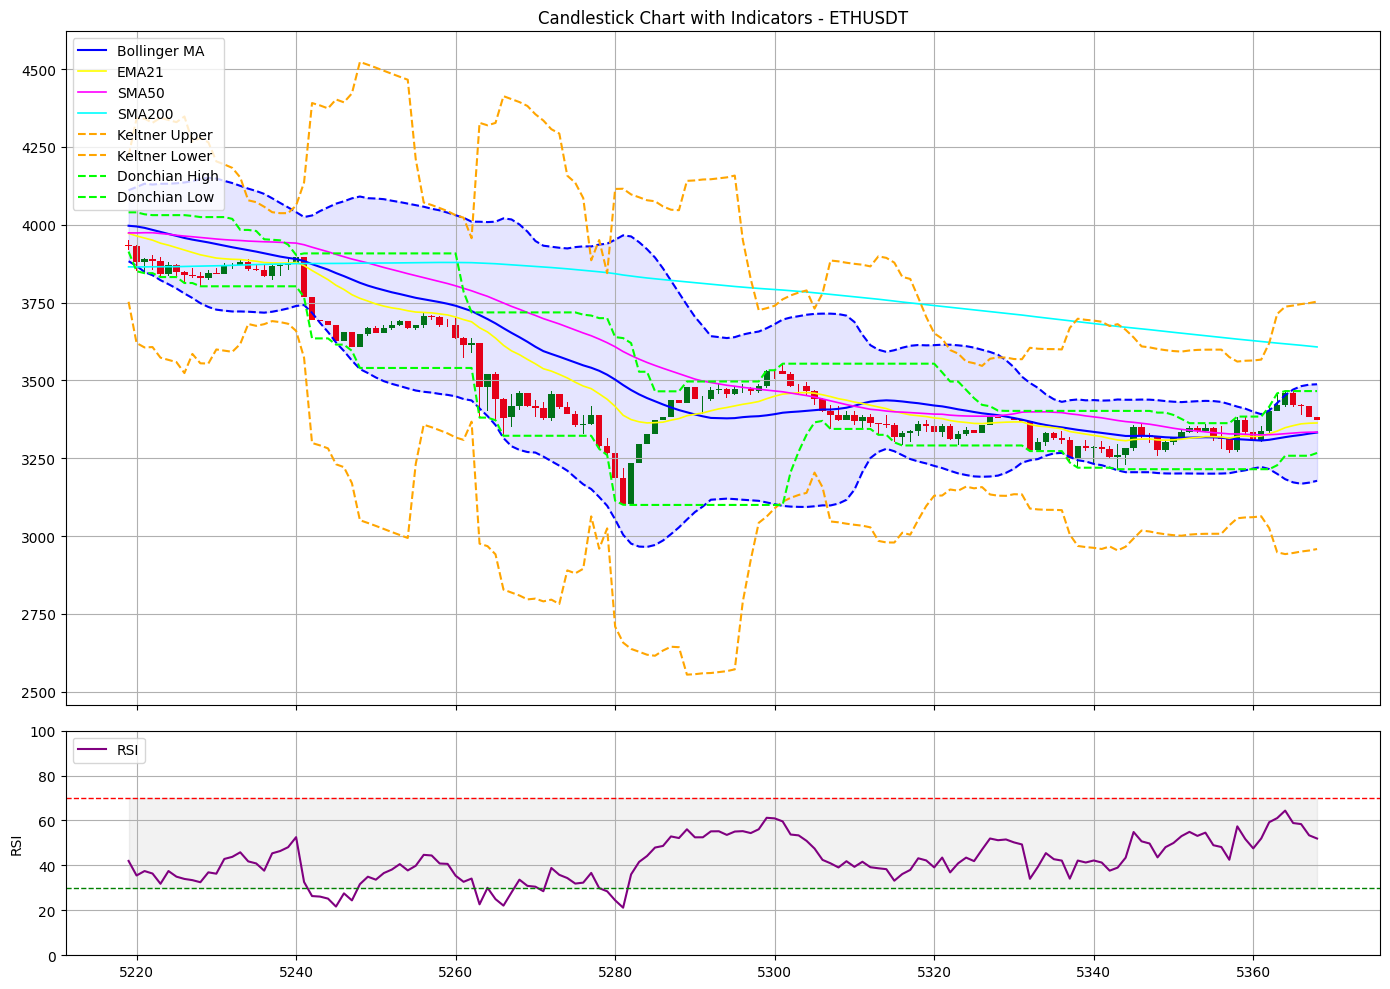 Candlestick Chart with Indicators - ETHUSDT
Bollinger MA
EMA21
SMA50
SMA200
Keltner Upper
Keltner Lower
Donchian High
Donchian Low
4500
4250
4000
3750
3500
3250
3000
2750
2500
RSI
100
80
60
40
20
0
RSI
5220 5240 5260 5280 5300 5320 5340 5360